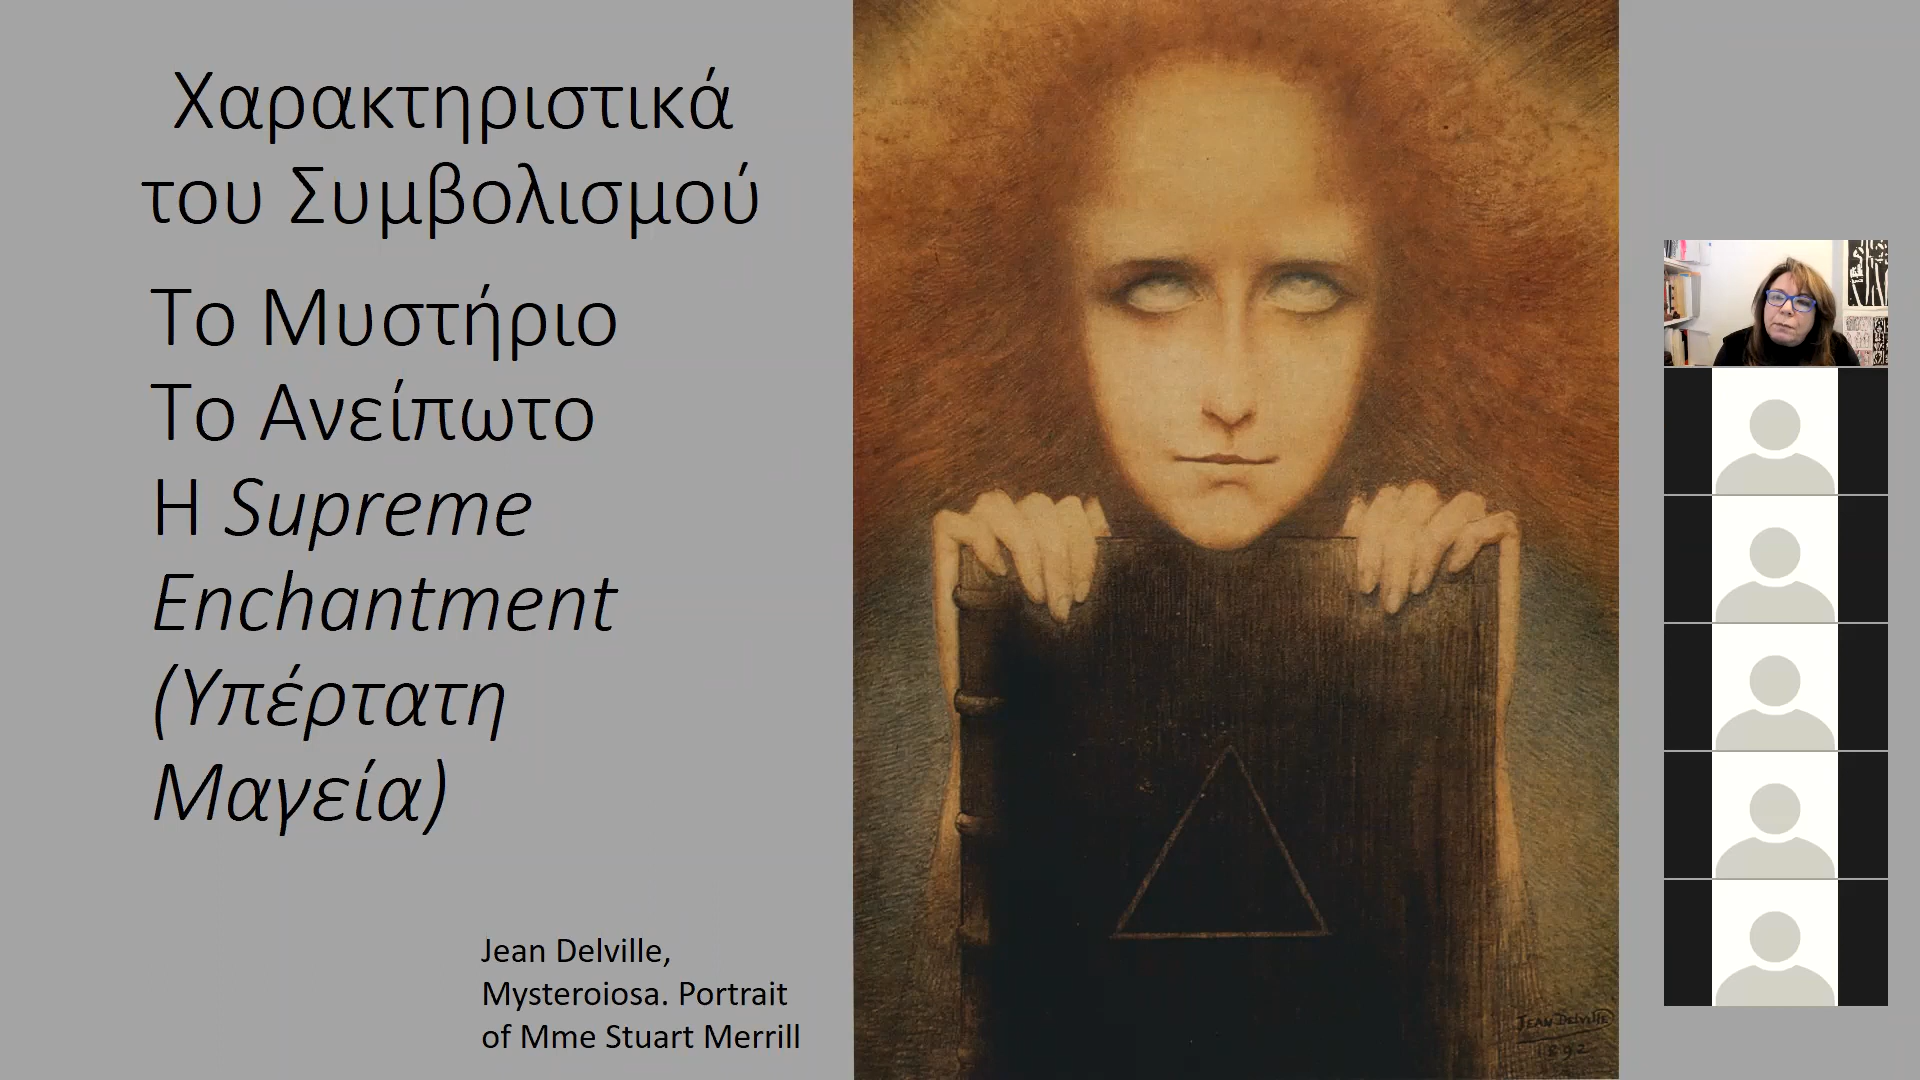 Χαρακτηριστικά
του Συμβολισμού
Το Μυστήριο
Το Ανείπωτο
Η Supreme
Enchantment
(Υπέρτατη
Μαγεία)
Jean Delville,
Mysteroiosa. Portrait
of Mme Stuart Merrill
JEAN DELVILLE
1892